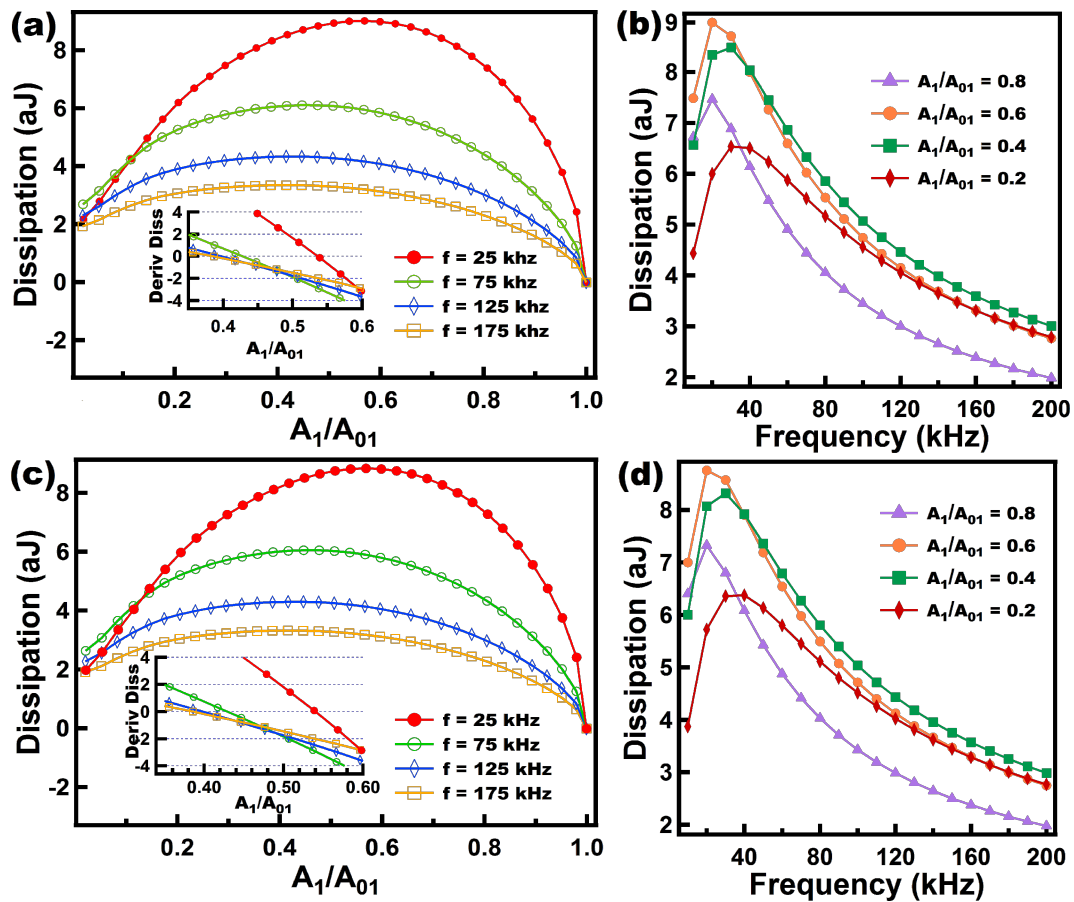 (a)
8
6
4
2
0
2
Dissipation (aJ)
0.2
0.4
0.6
0.8
1.0
A₁/A₀₁
f = 25 khz
f = 75 khz
f = 125 khz
f = 175 khz
4
2
0
-2
-4
Deriv Diss
0.4
0.5
0.6
A₁/A₀₁
(b)
9
8
7
6
5
4
3
2
Dissipation (aJ)
40
80
120
160
200
Frequency (kHz)
A₁/A₀₁ = 0.8
A₁/A₀₁ = 0.6
A₁/A₀₁ = 0.4
A₁/A₀₁ = 0.2
(c)
8
6
4
2
0
-2
Dissipation (aJ)
0.2
0.4
0.6
0.8
1.0
A₁/A₀₁
f = 25 kHz
f = 75 kHz
f = 125 kHz
f = 175 kHz
4
2
0
-2
-4
Deriv Diss
0.40
0.50
0.60
A₁/A₀₁
(d)
8
7
6
5
4
3
2
Dissipation (aJ)
40
80
120
160
200
Frequency (kHz)
A₁/A₀₁ = 0.8
A₁/A₀₁ = 0.6
A₁/A₀₁ = 0.4
A₁/A₀₁ = 0.2